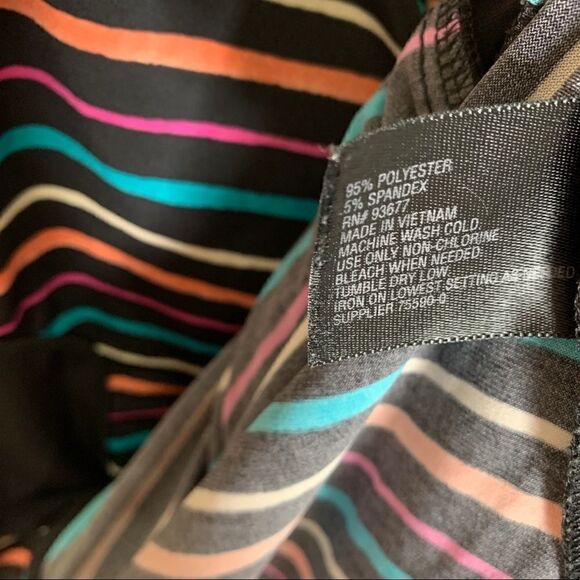 95% POLYESTER
5% SPANDEX
RN# 93677
MADE IN VIETNAM
MACHINE WASH COLD
USE ONLY NON-CHLORINE
BLEACH WHEN NEEDED
TUMBLE DRY LOW
IRON ON LOWEST SETTING AS NEEDED
SUPPLIER 75590-0